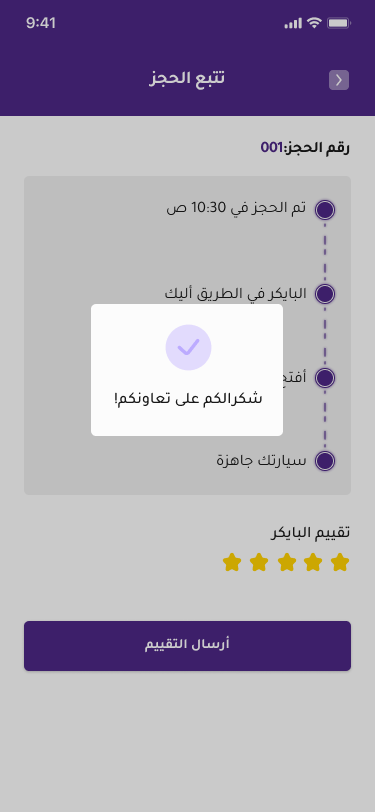 9:41
تتبع الحجز
رقم الحجز:001
تم الحجز في 10:30 ص
البايكر في الطريق أليك
أفتح
شكرالكم على تعاونكم!
سيارتك جاهزة
تقييم البايكر
أرسال التقييم